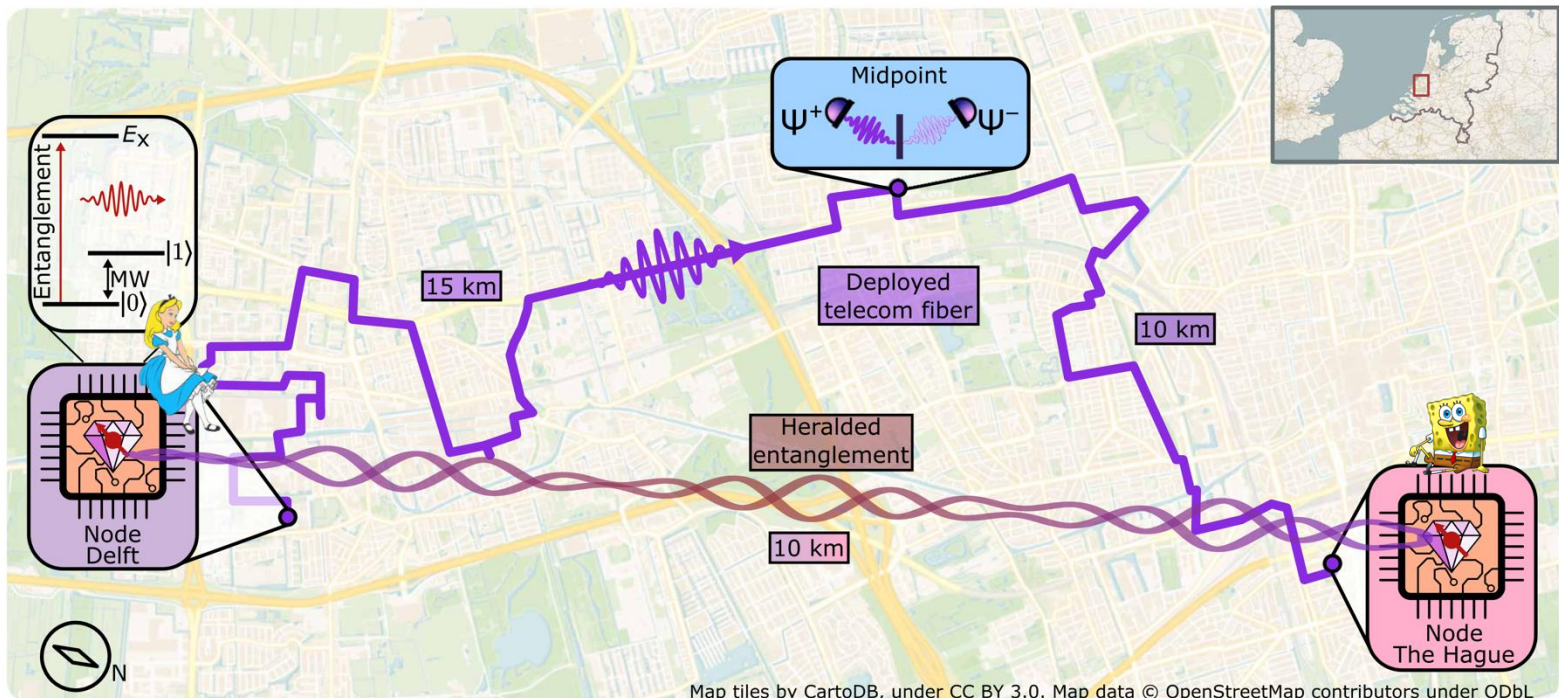 Midpoint
Ψ⁺ Ψ⁻
Entanglement
Eₓ
|1⟩
MW
|0⟩
15 km
Deployed
telecom fiber
10 km
Heralded
entanglement
10 km
Node
Delft
Node
The Hague
N
Map tiles by CartoDB, under CC BY 3.0. Map data © OpenStreetMap contributors under ODbL